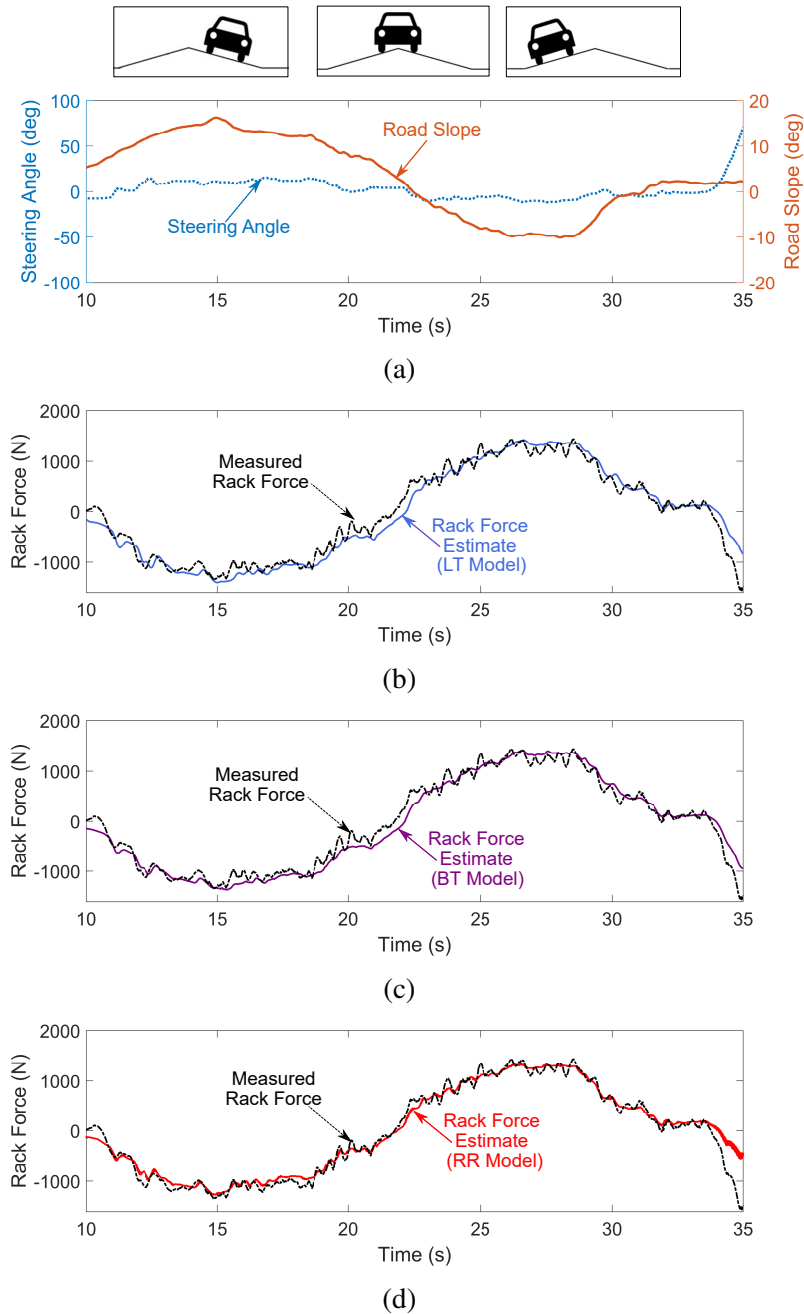 100
50
0
-50
-100
Steering Angle (deg)
20
10
0
-10
-20
Road Slope (deg)
Road Slope
Steering Angle
10 15 20 25 30 35
Time (s)
(a)
2000
1000
0
-1000
Rack Force (N)
Measured
Rack Force
Rack Force
Estimate
(LT Model)
10 15 20 25 30 35
Time (s)
(b)
2000
1000
0
-1000
Rack Force (N)
Measured
Rack Force
Rack Force
Estimate
(BT Model)
10 15 20 25 30 35
Time (s)
(c)
2000
1000
0
-1000
Rack Force (N)
Measured
Rack Force
Rack Force
Estimate
(RR Model)
10 15 20 25 30 35
Time (s)
(d)